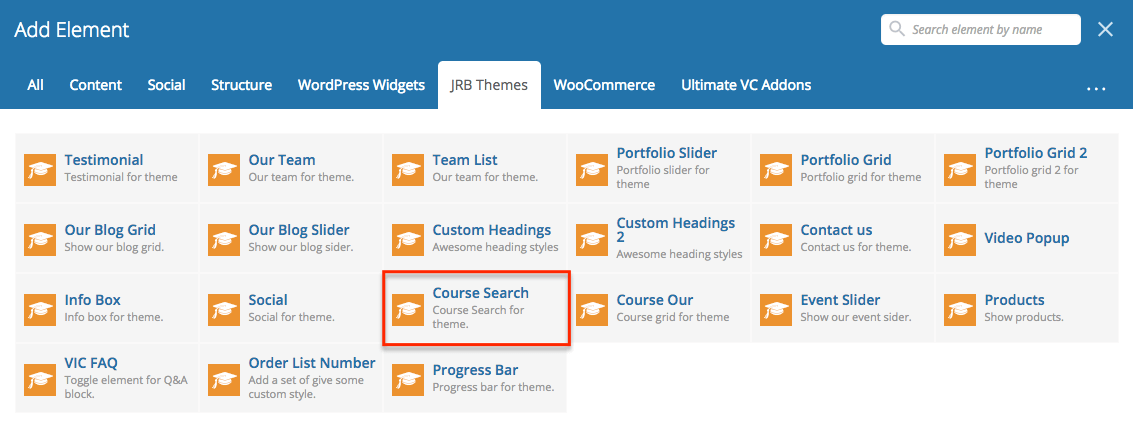 Add Element
Search element by name
All Content Social Structure WordPress Widgets JRB Themes WooCommerce Ultimate VC Addons ...
Testimonial
Testimonial for theme
Our Team
Our team for theme.
Team List
Our team for theme.
Portfolio Slider
Portfolio slider for
theme
Portfolio Grid
Portfolio grid for theme
Portfolio Grid 2
Portfolio grid 2 for
theme
Our Blog Grid
Show our blog grid.
Our Blog Slider
Show our blog sider.
Custom Headings
Awesome heading styles
Custom Headings
2
Awesome heading styles
Contact us
Contact us for theme.
Video Popup
Info Box
Info box for theme.
Social
Social for theme.
Course Search
Course Search for
theme.
Course Our
Course grid for theme
Event Slider
Show our event sider.
Products
Show products.
VIC FAQ
Toggle element for Q&A
block.
Order List Number
Add a set of give some
custom style.
Progress Bar
Progress bar for theme.